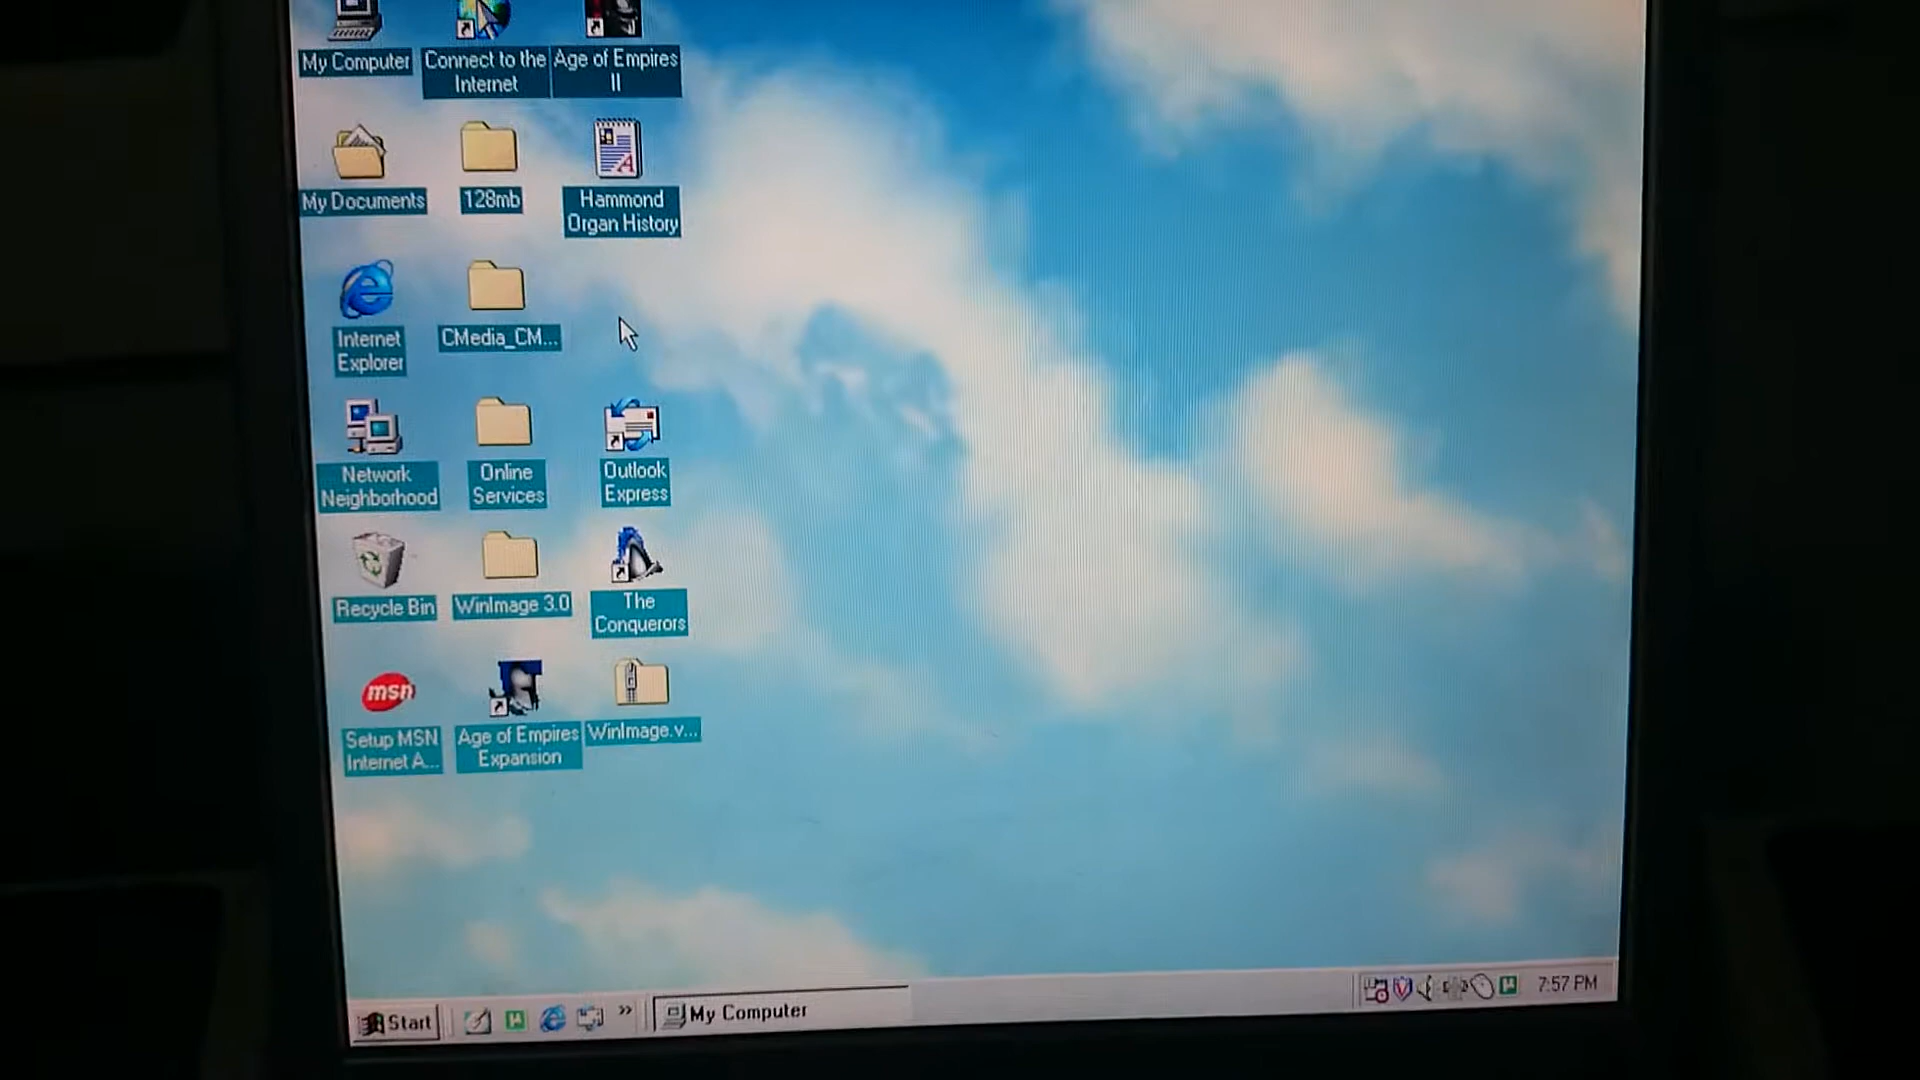 My Computer
Connect to the
Internet
Age of Empires
II
My Documents
128mb
Hammond
Organ History
Internet
Explorer
CMedia_CM...
Network
Neighborhood
Online
Services
Outlook
Express
Recycle Bin
WinImage 3.0
The
Conquerors
msn
Setup MSN
Internet A...
Age of Empires
Expansion
WinImage.v...
Start
My Computer
7:57 PM